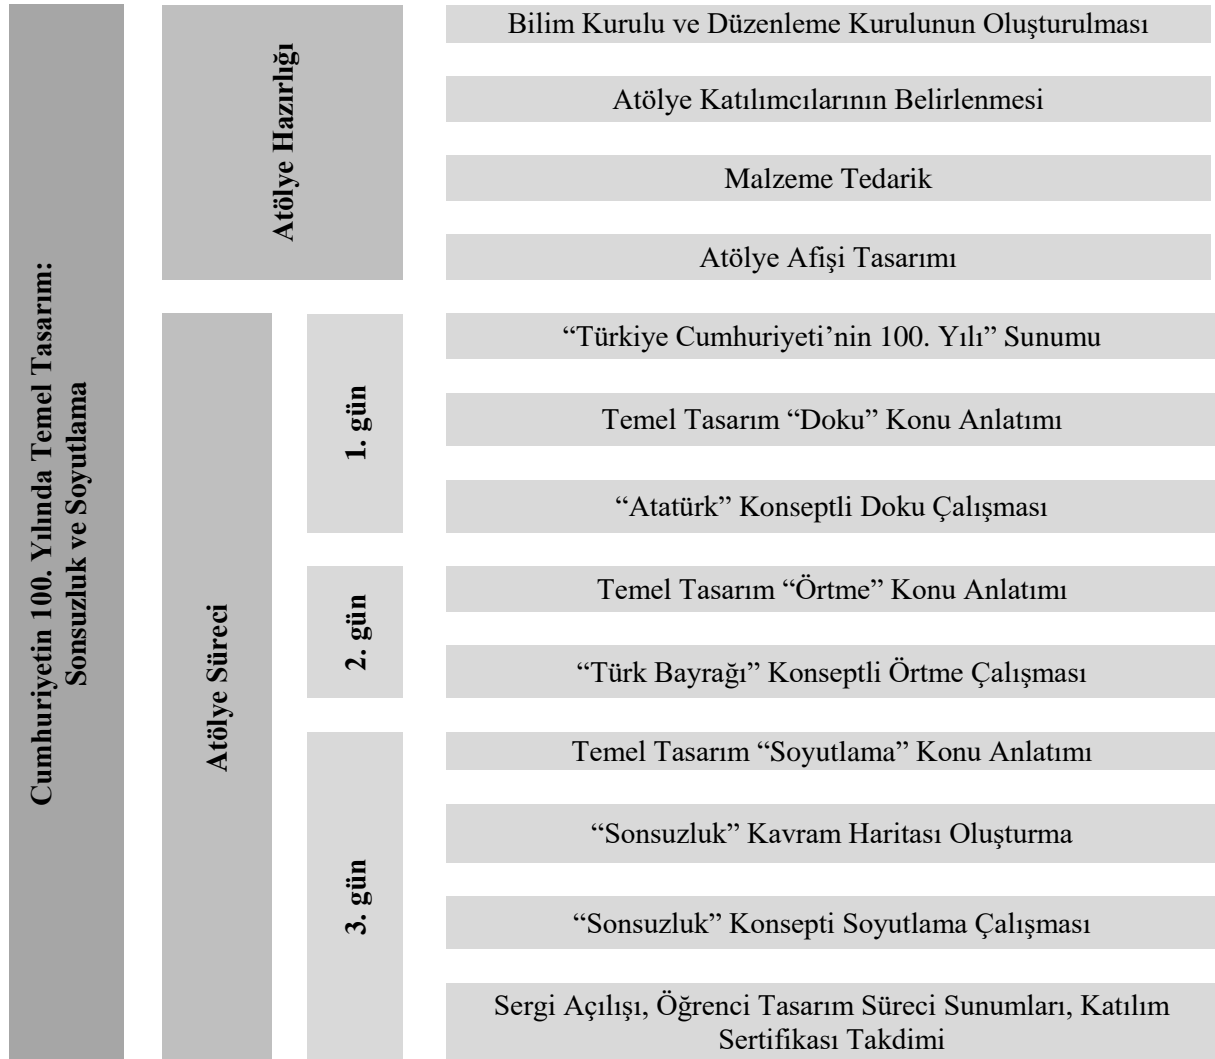 Cumhuriyetin 100. Yılında Temel Tasarım:
Sonsuzluk ve Soyutlama
Atölye Hazırlığı
Bilim Kurulu ve Düzenleme Kurulunun Oluşturulması
Atölye Katılımcılarının Belirlenmesi
Malzeme Tedarik
Atölye Afişi Tasarımı
Atölye Süreci
1. gün
“Türkiye Cumhuriyeti’nin 100. Yılı” Sunumu
Temel Tasarım “Doku” Konu Anlatımı
“Atatürk” Konseptli Doku Çalışması
2. gün
Temel Tasarım “Örtme” Konu Anlatımı
“Türk Bayrağı” Konseptli Örtme Çalışması
3. gün
Temel Tasarım “Soyutlama” Konu Anlatımı
“Sonsuzluk” Kavram Haritası Oluşturma
“Sonsuzluk” Konsepti Soyutlama Çalışması
Sergi Açılışı, Öğrenci Tasarım Süreci Sunumları, Katılım
Sertifikası Takdimi